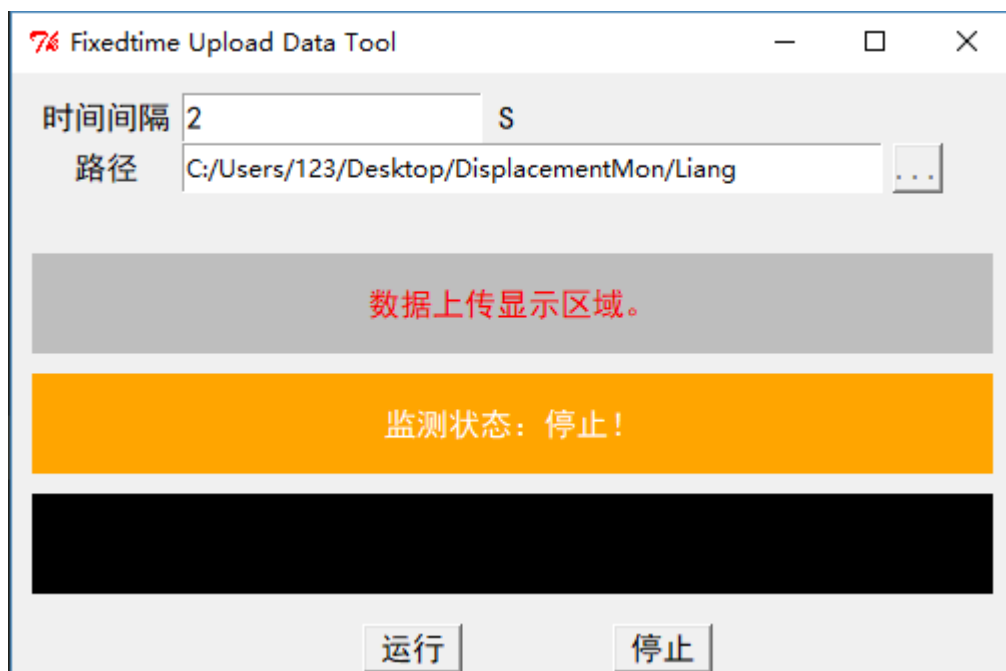 Fixedtime Upload Data Tool
时间间隔 2 S
路径 C:/Users/123/Desktop/DisplacementMon/Liang ...
数据上传显示区域。
监测状态：停止！
运行 停止